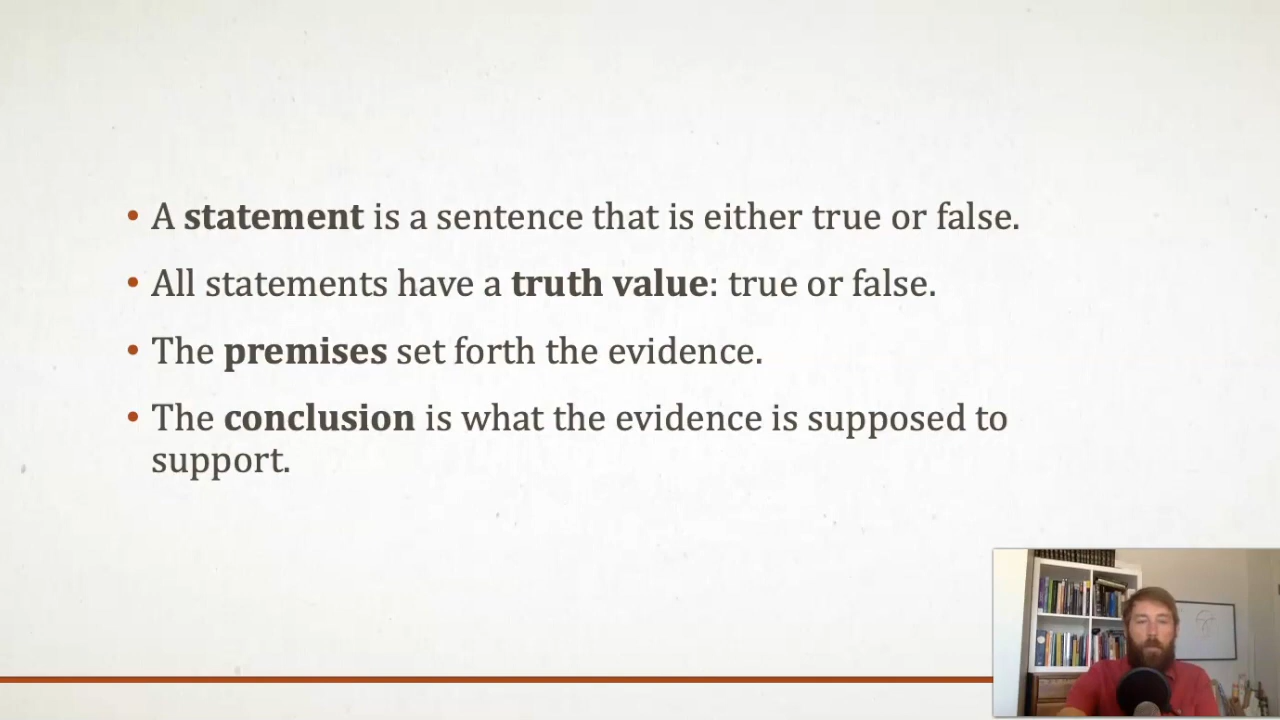 • A statement is a sentence that is either true or false.
• All statements have a truth value: true or false.
• The premises set forth the evidence.
• The conclusion is what the evidence is supposed to
support.